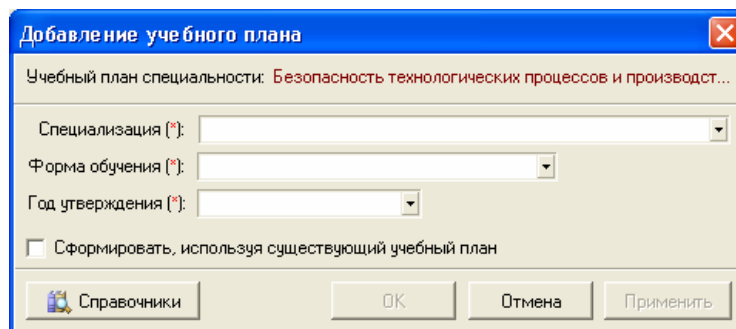 Добавление учебного плана
Учебный план специальности: Безопасность технологических процессов и производст...
Специализация (*):
Форма обучения (*):
Год утверждения (*):
Сформировать, используя существующий учебный план
Справочники ОК Отмена Применить